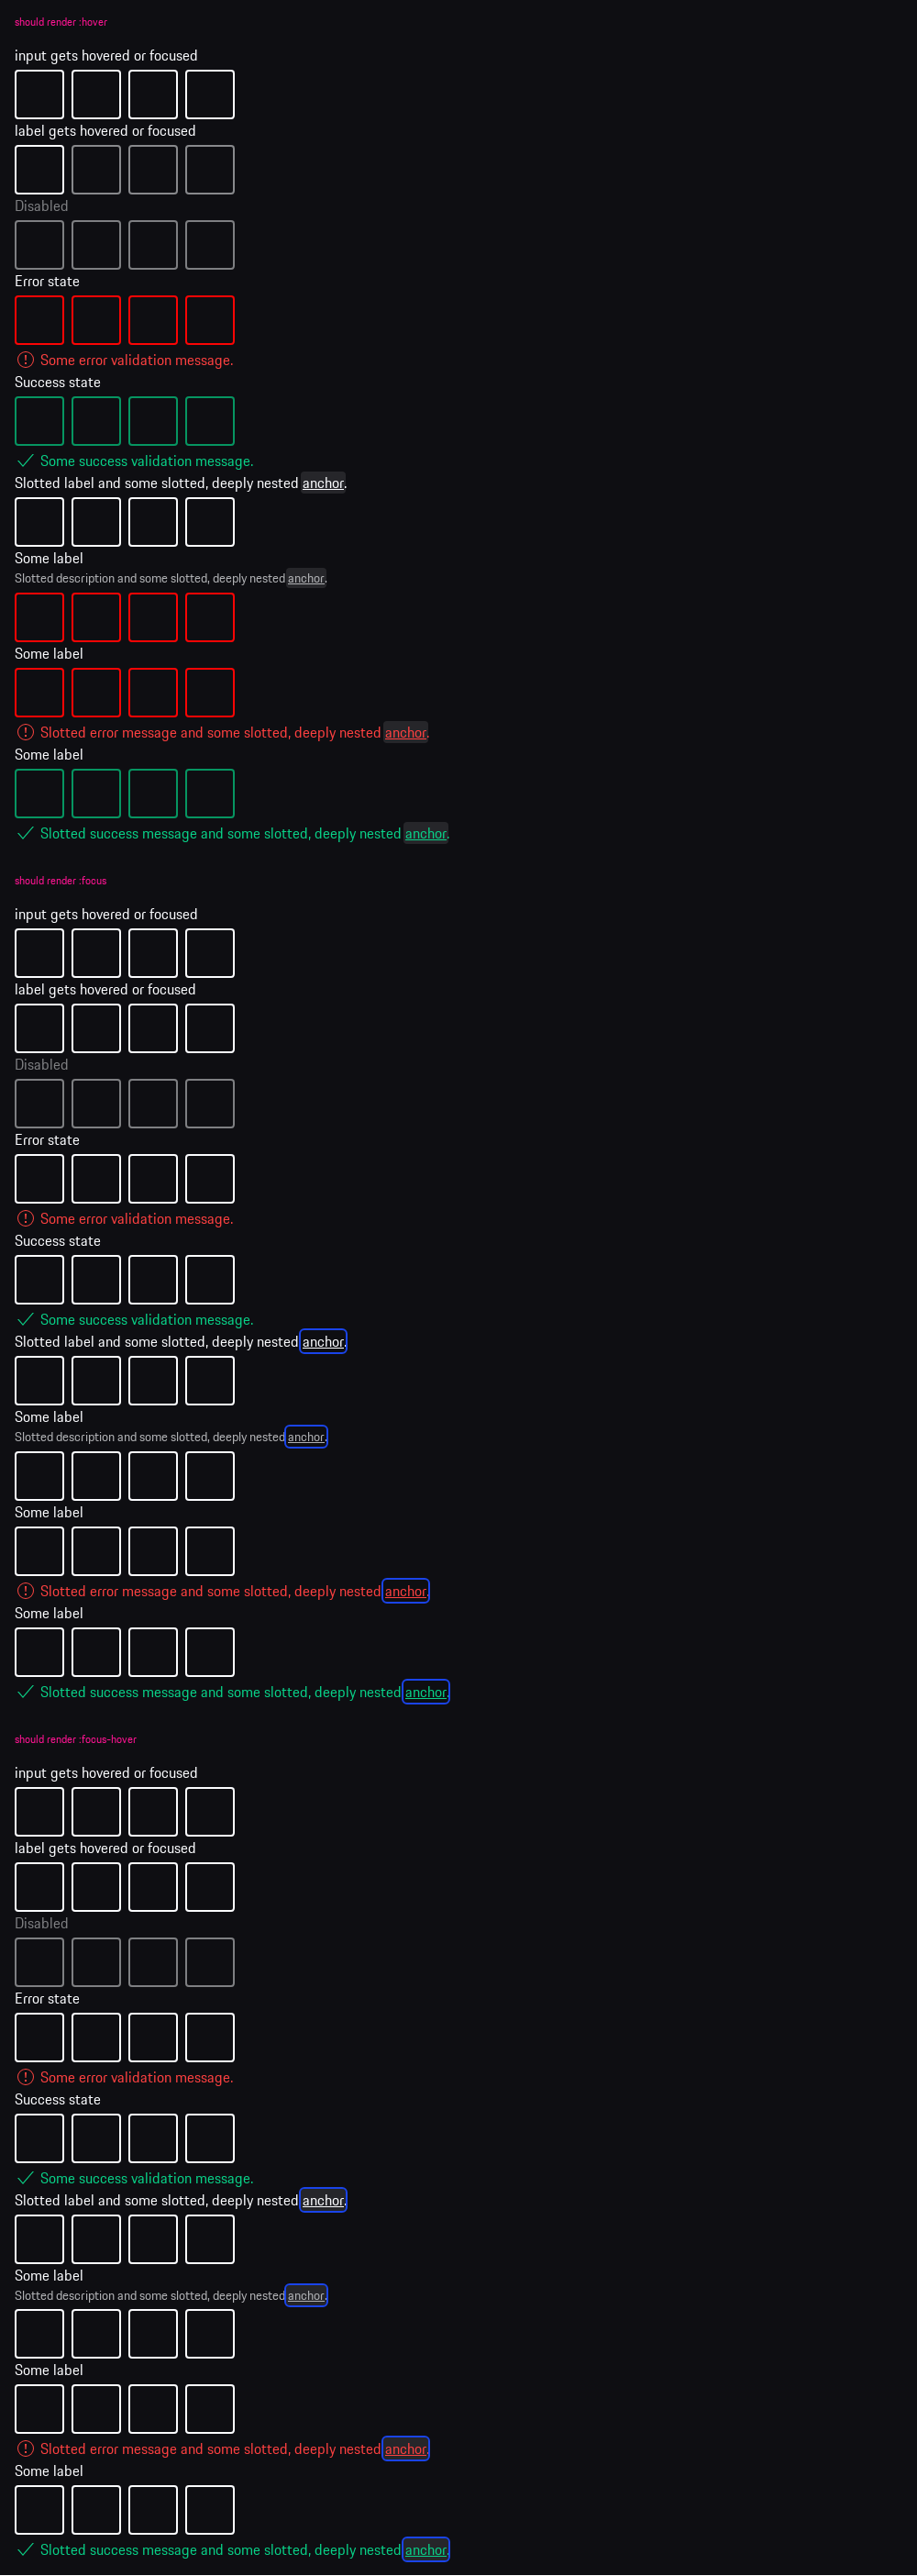 should render :hover
input gets hovered or focused
label gets hovered or focused
Disabled
Error state
Some error validation message.
Success state
Some success validation message.
Slotted label and some slotted, deeply nested anchor.
Some label
Slotted description and some slotted, deeply nested anchor.
Some label
Slotted error message and some slotted, deeply nested anchor.
Some label
Slotted success message and some slotted, deeply nested anchor.
should render :focus
input gets hovered or focused
label gets hovered or focused
Disabled
Error state
Some error validation message.
Success state
Some success validation message.
Slotted label and some slotted, deeply nested anchor.
Some label
Slotted description and some slotted, deeply nested anchor.
Some label
Slotted error message and some slotted, deeply nested anchor.
Some label
Slotted success message and some slotted, deeply nested anchor.
should render :focus-hover
input gets hovered or focused
label gets hovered or focused
Disabled
Error state
Some error validation message.
Success state
Some success validation message.
Slotted label and some slotted, deeply nested anchor.
Some label
Slotted description and some slotted, deeply nested anchor.
Some label
Slotted error message and some slotted, deeply nested anchor.
Some label
Slotted success message and some slotted, deeply nested anchor.